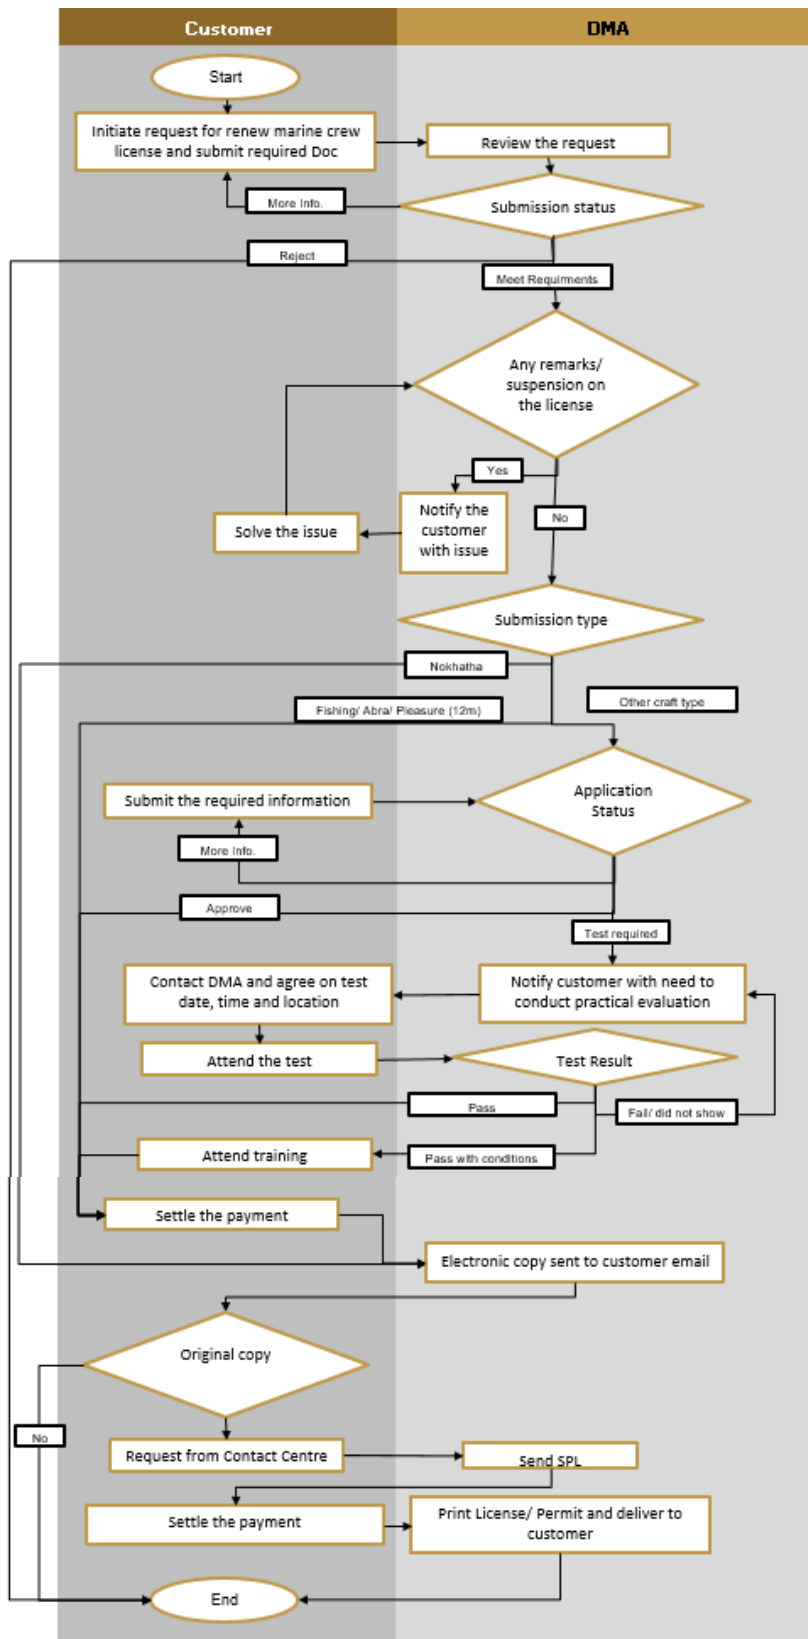 Customer
DMA
Start
Initiate request for renew marine crew
license and submit required Doc
Review the request
More Info.
Submission status
Reject
Meet Requirments
Any remarks/
suspension on
the license
Yes
Notify the
customer
with issue
Solve the issue
No
Submission type
Nokhatha
Other craft type
Fishing/ Abra/ Pleasure (12m)
Submit the required information
Application
Status
More Info.
Approve
Test required
Contact DMA and agree on test
date, time and location
Notify customer with need to
conduct practical evaluation
Attend the test
Test Result
Pass
Fail/ did not show
Attend training
Pass with conditions
Settle the payment
Electronic copy sent to customer email
Original copy
No
Request from Contact Centre
Send SPL
Settle the payment
Print License/ Permit and deliver to
customer
End